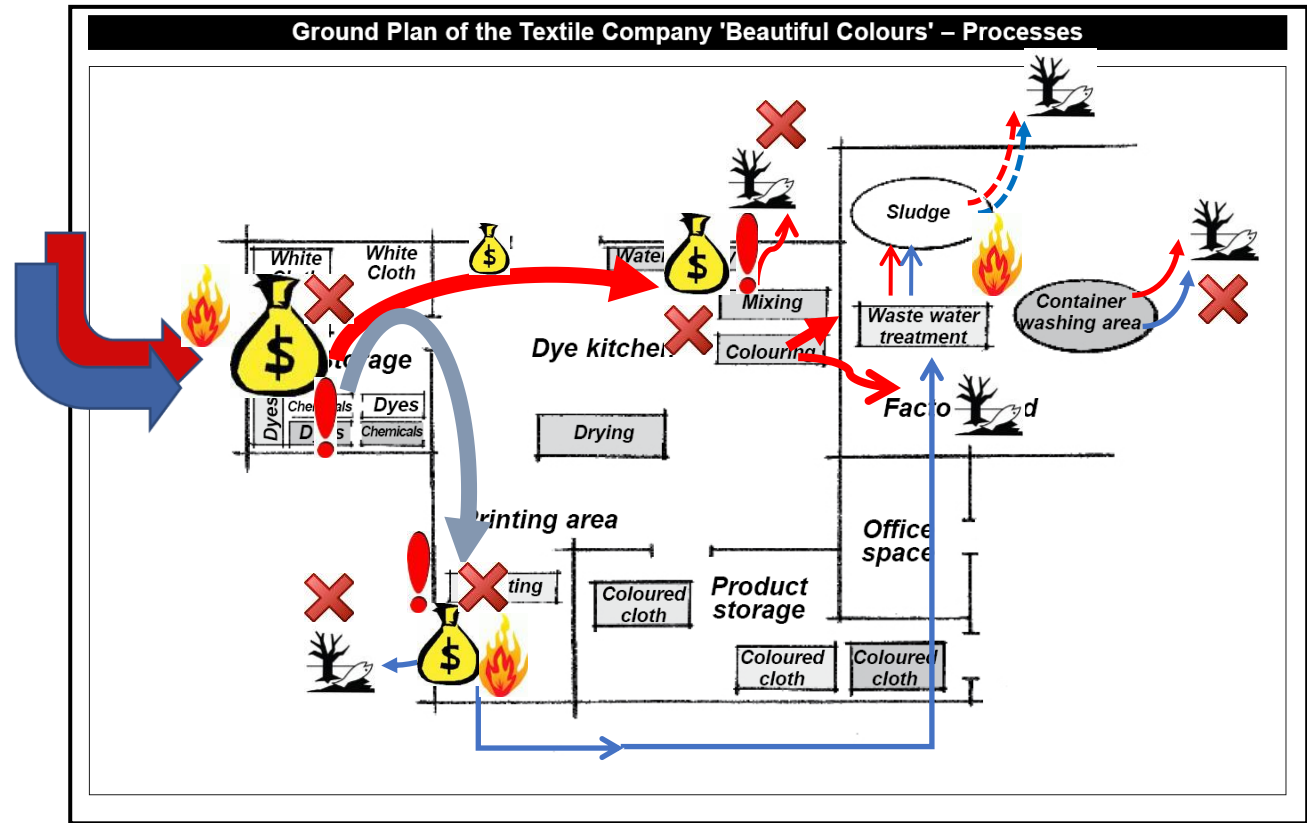 Ground Plan of the Textile Company 'Beautiful Colours' – Processes
White
White
Cloth
Sludge
Mixing
Colouring
Container
washing area
Waste water
treatment
Dye kitchen
Dyes
Dyes
Chemicals
Drying
Printing area
Office
space
Coloured
cloth
Product
storage
Coloured
cloth
Coloured
cloth
$
$
$
$